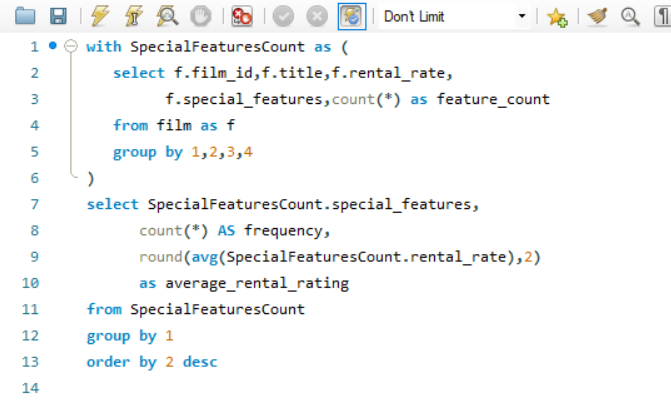 Don't Limit
1 with SpecialFeaturesCount as (
2 select f.film_id,f.title,f.rental_rate,
3 f.special_features,count(*) as feature_count
4 from film as f
5 group by 1,2,3,4
6 )
7 select SpecialFeaturesCount.special_features,
8 count(*) AS frequency,
9 round(avg(SpecialFeaturesCount.rental_rate),2)
10 as average_rental_rating
11 from SpecialFeaturesCount
12 group by 1
13 order by 2 desc
14